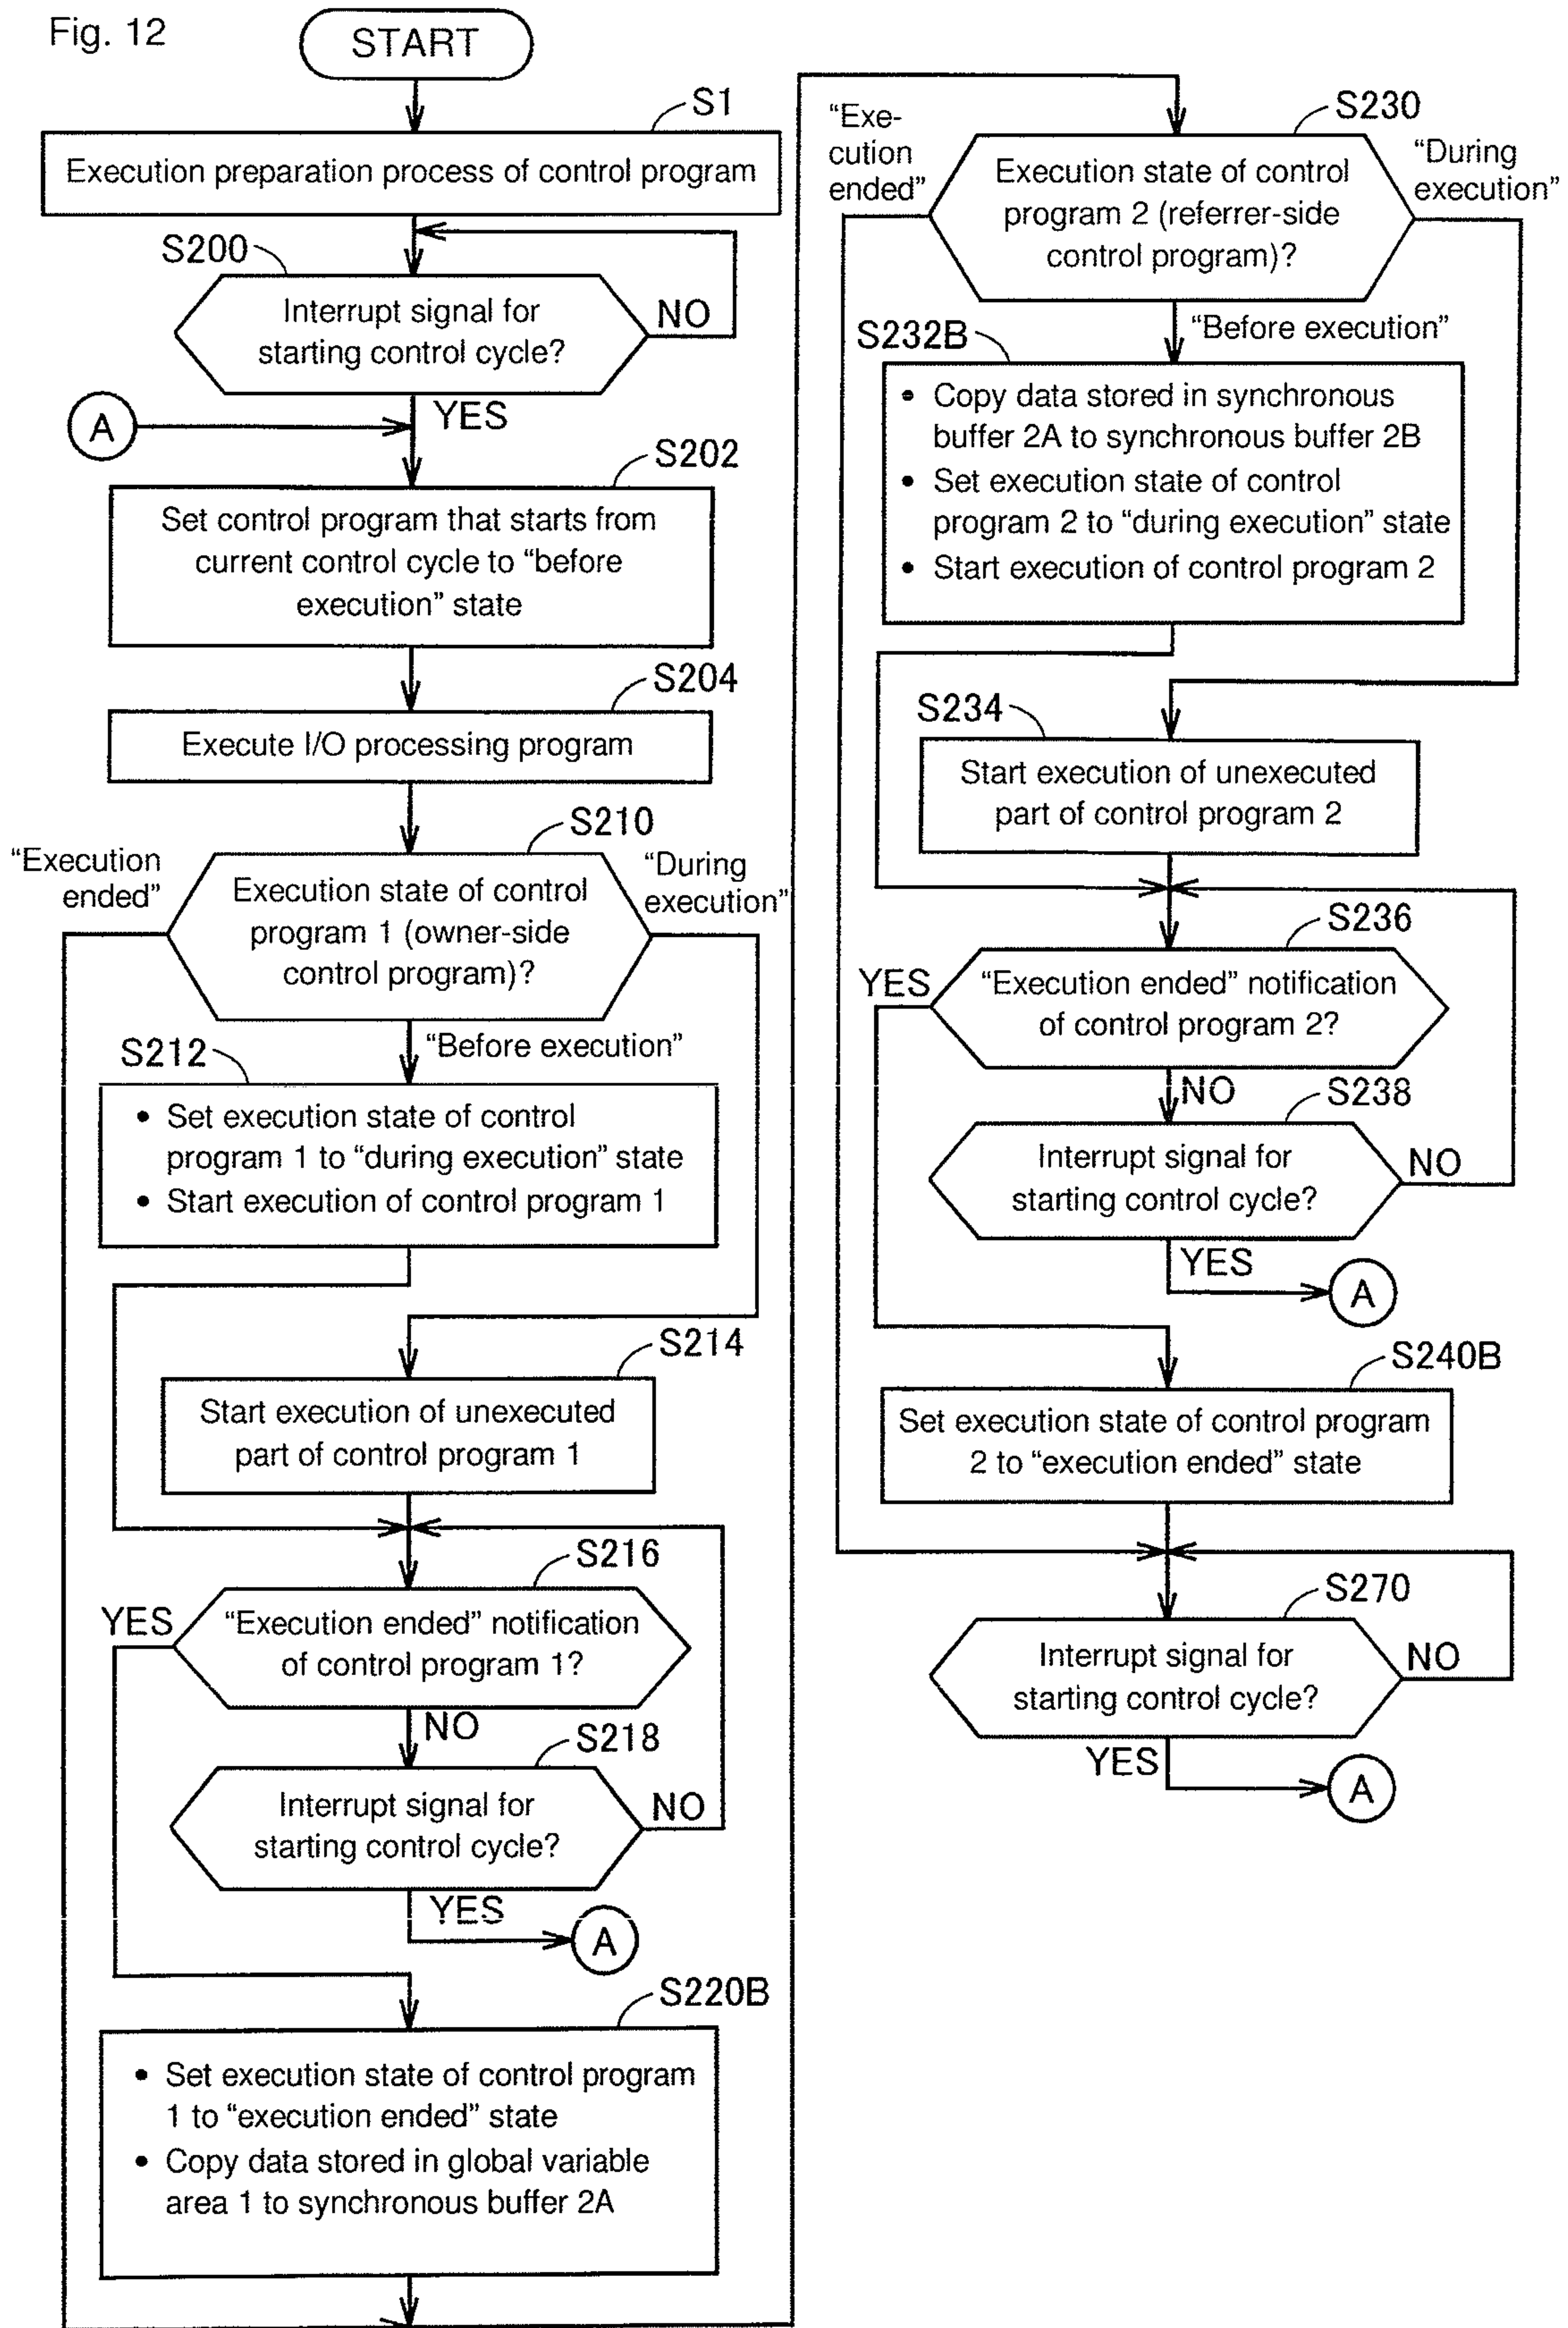 Fig. 12
START
S1
Execution preparation process of control program
S200
Interrupt signal for
starting control cycle?
NO
A
YES
S202
Set control program that starts from
current control cycle to “before
execution” state
S204
Execute I/O processing program
S210
“Execution
ended”
“During
execution”
Execution state of control
program 1 (owner-side
control program)?
“Before execution”
S212
• Set execution state of control
program 1 to “during execution” state
• Start execution of control program 1
S214
Start execution of unexecuted
part of control program 1
S216
YES
“Execution ended” notification
of control program 1?
NO
S218
Interrupt signal for
starting control cycle?
NO
YES
A
S220B
• Set execution state of control program
1 to “execution ended” state
• Copy data stored in global variable
area 1 to synchronous buffer 2A
“Exe-
cution
ended”
S230
“During
execution”
Execution state of control
program 2 (referrer-side
control program)?
“Before execution”
S232B
• Copy data stored in synchronous
buffer 2A to synchronous buffer 2B
• Set execution state of control
program 2 to “during execution” state
• Start execution of control program 2
S234
Start execution of unexecuted
part of control program 2
S236
YES
“Execution ended” notification
of control program 2?
NO
S238
Interrupt signal for
starting control cycle?
NO
YES
A
S240B
Set execution state of control program
2 to “execution ended” state
S270
Interrupt signal for
starting control cycle?
NO
YES
A